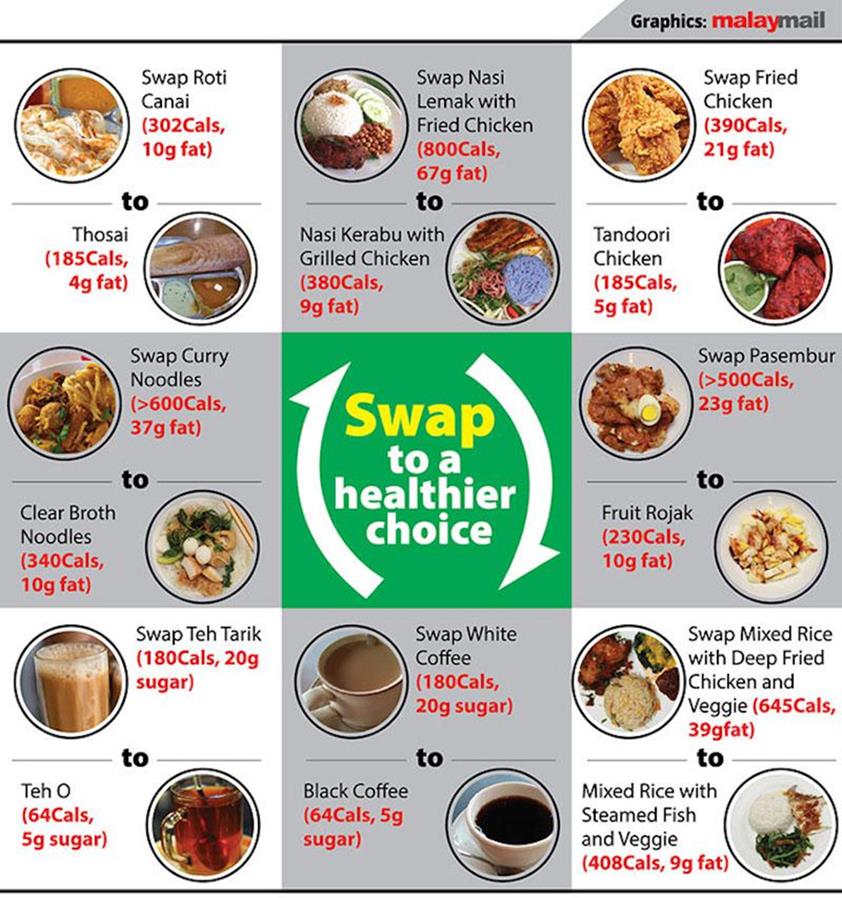 Graphics: malaymail
Swap Roti
Canai
(302Cals,
10g fat)
to
Thosai
(185Cals,
4g fat)
Swap Nasi
Lemak with
Fried Chicken
(800Cals,
67g fat)
to
Nasi Kerabu with
Grilled Chicken
(380Cals,
9g fat)
Swap Fried
Chicken
(390Cals,
21g fat)
to
Tandoori
Chicken
(185Cals,
5g fat)
Swap Curry
Noodles
(>600Cals,
37g fat)
to
Clear Broth
Noodles
(340Cals,
10g fat)
Swap
to a
healthier
choice
Swap Pasembur
(>500Cals,
23g fat)
to
Fruit Rojak
(230Cals,
10g fat)
Swap Teh Tarik
(180Cals, 20g
sugar)
to
Teh O
(64Cals,
5g sugar)
Swap White
Coffee
(180Cals,
20g sugar)
to
Black Coffee
(64Cals, 5g
sugar)
Swap Mixed Rice
with Deep Fried
Chicken and
Veggie (645Cals,
39gfat)
to
Mixed Rice with
Steamed Fish
and Veggie
(408Cals, 9g fat)